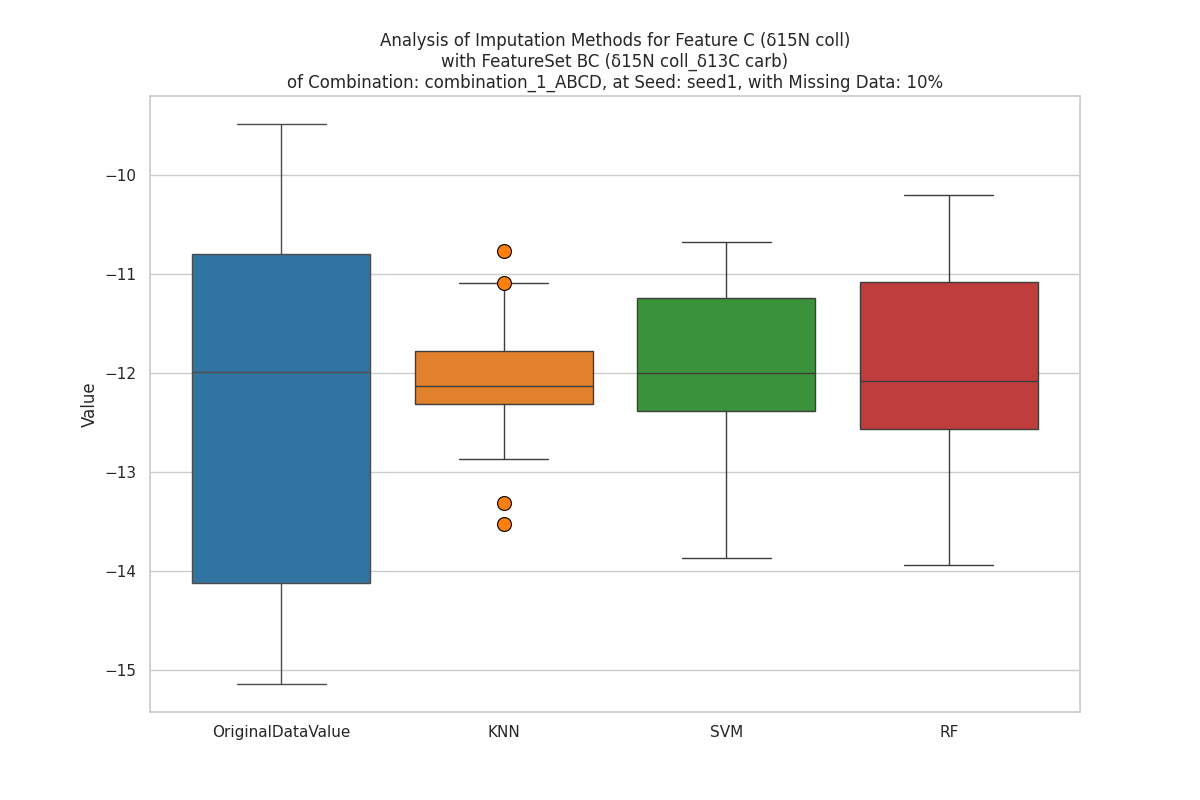 Analysis of Imputation Methods for Feature C (δ15N coll)
with FeatureSet BC (δ15N coll_δ13C carb)
of Combination: combination_1_ABCD, at Seed: seed1, with Missing Data: 10%
Value
−10
−11
−12
−13
−14
−15
OriginalDataValue
KNN
SVM
RF